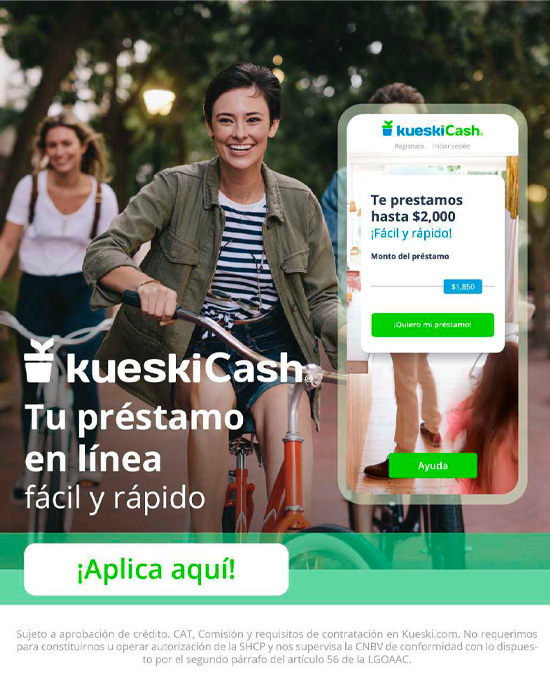 kueskiCash
Regístrate Iniciar sesión
Te prestamos
hasta $2,000
¡Fácil y rápido!
Monto del préstamo
$1,850
¡Quiero mi préstamo!
Ayuda
kueskiCash
Tu préstamo
en línea
fácil y rápido
¡Aplica aquí!
Sujeto a aprobación de crédito. CAT, Comisión y requisitos de contratación en Kueski.com. No requerimos
para constituirnos u operar autorización de la SHCP y nos supervisa la CNBV de conformidad con lo dispues-
to por el segundo párrafo del artículo 56 de la LGOAAC.